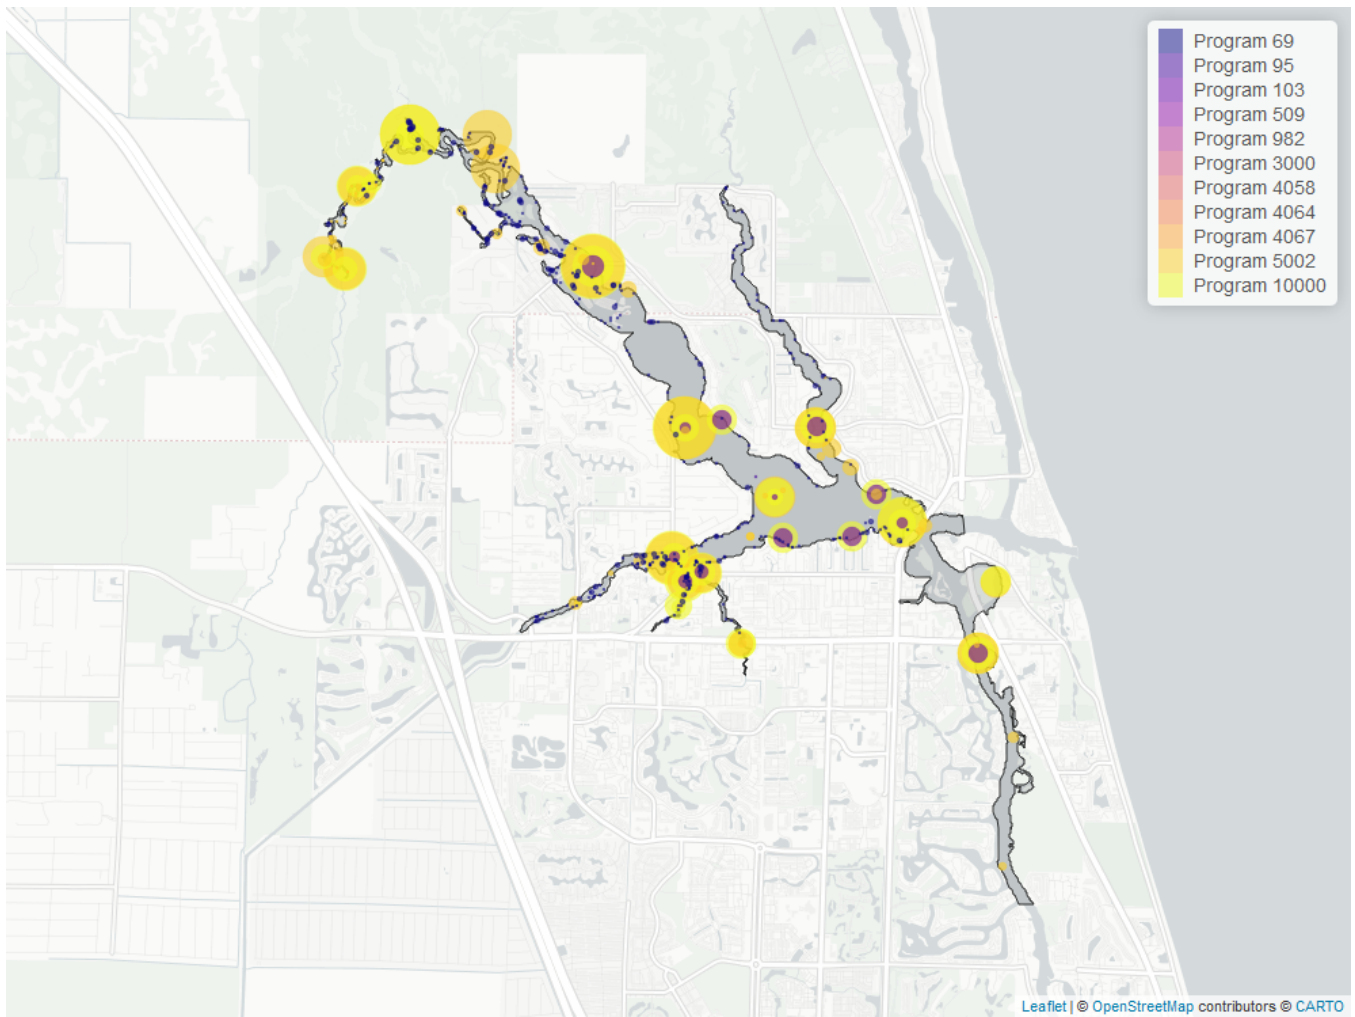 Program 69
Program 95
Program 103
Program 509
Program 982
Program 3000
Program 4058
Program 4064
Program 4067
Program 5002
Program 10000
Leaflet | © OpenStreetMap contributors © CARTO